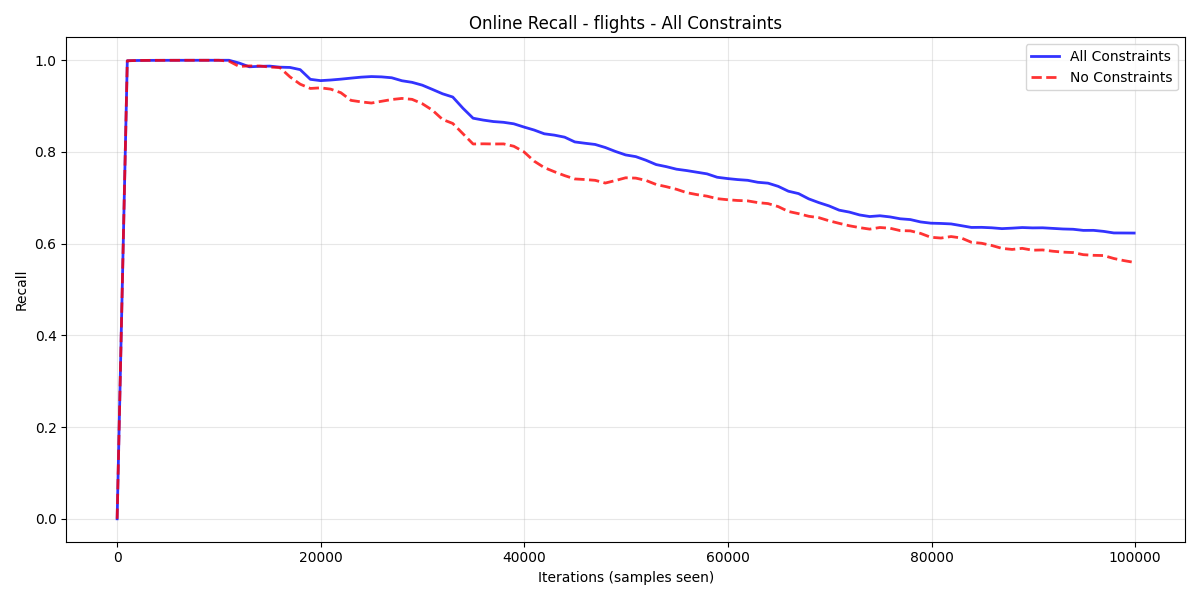 Online Recall - flights - All Constraints
All Constraints
No Constraints
1.0
0.8
0.6
0.4
0.2
0.0
Recall
0
20000
40000
60000
80000
100000
Iterations (samples seen)